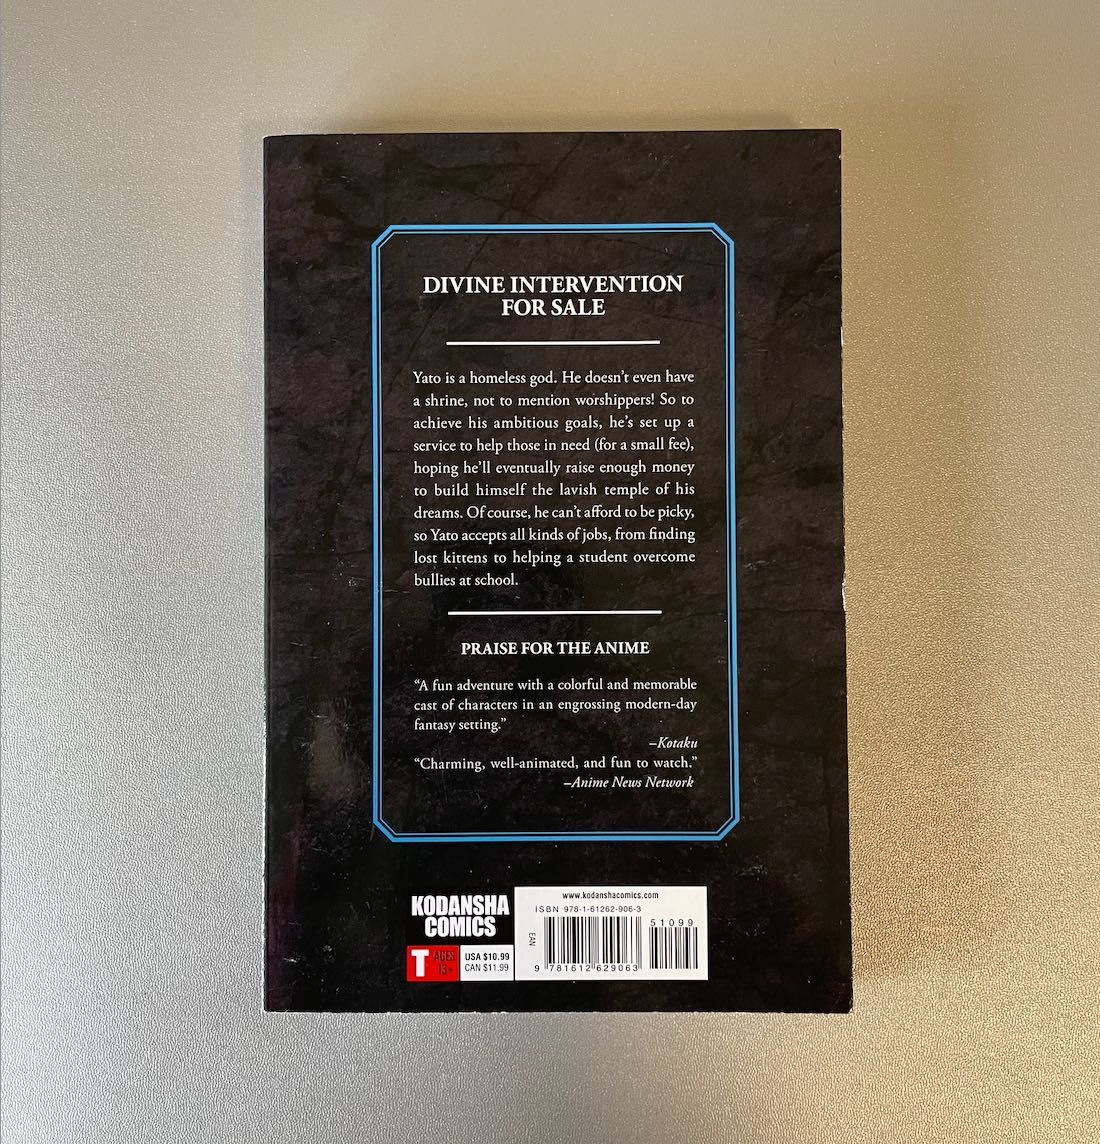 DIVINE INTERVENTION
FOR SALE
Yato is a homeless god. He doesn't even have
a shrine, not to mention worshippers! So to
achieve his ambitious goals, he's set up a
service to help those in need (for a small fee),
hoping he'll eventually raise enough money
to build himself the lavish temple of his
dreams. Of course, he can't afford to be picky,
so Yato accepts all kinds of jobs, from finding
lost kittens to helping a student overcome
bullies at school.
PRAISE FOR THE ANIME
“A fun adventure with a colorful and memorable
cast of characters in an engrossing modern-day
fantasy setting.”
–Kotaku
“Charming, well-animated, and fun to watch.”
–Anime News Network
KODANSHA
COMICS
T AGES
13+
USA $10.99
CAN $11.99
www.kodanshacomics.com
ISBN 978-1-61262-906-3
51099
EAN
9 781612 629063